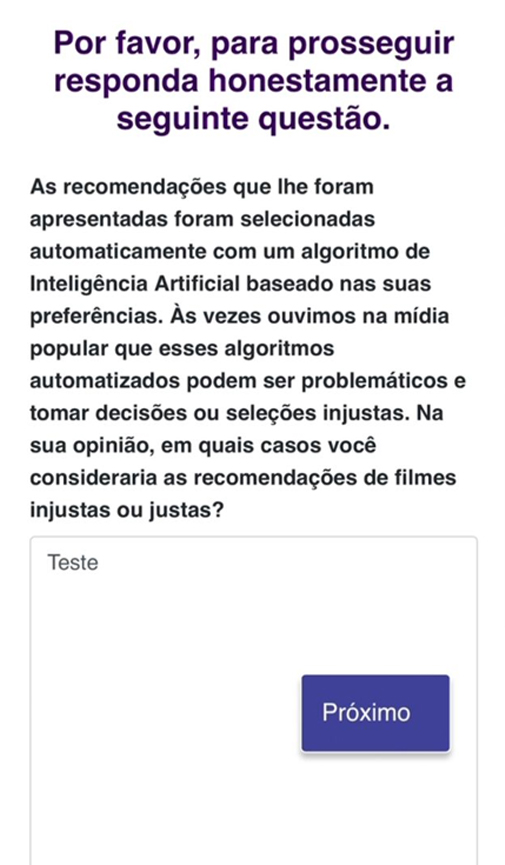 Por favor, para prosseguir
responda honestamente a
seguinte questão.
As recomendações que lhe foram
apresentadas foram selecionadas
automaticamente com um algoritmo de
Inteligência Artificial baseado nas suas
preferências. Às vezes ouvimos na mídia
popular que esses algoritmos
automatizados podem ser problemáticos e
tomar decisões ou seleções injustas. Na
sua opinião, em quais casos você
consideraria as recomendações de filmes
injustas ou justas?
Teste
Próximo